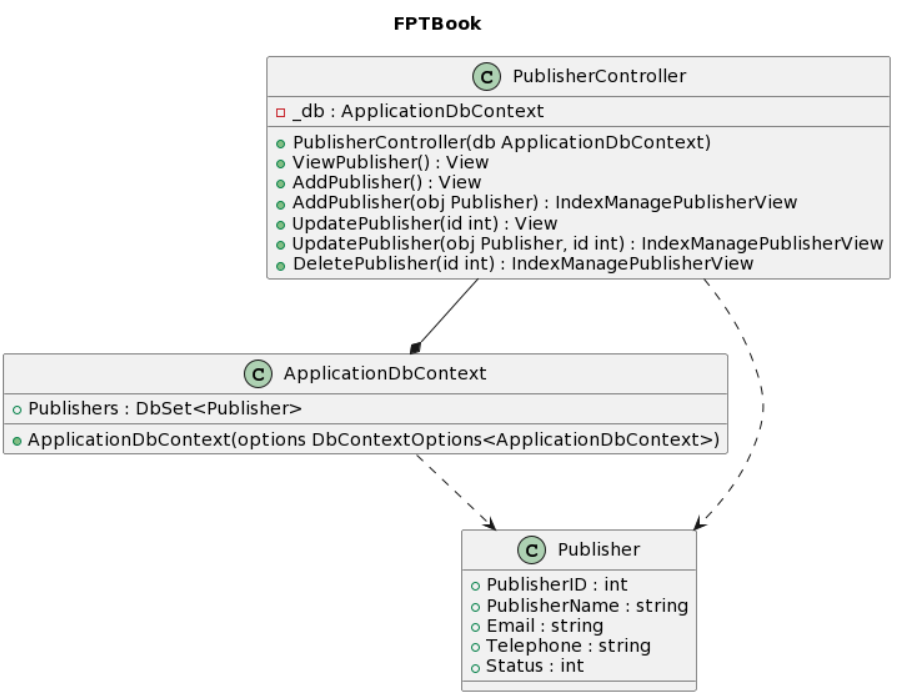 FPTBook
C PublisherController
_db : ApplicationDbContext
PublisherController(db ApplicationDbContext)
ViewPublisher() : View
AddPublisher() : View
AddPublisher(obj Publisher) : IndexManagePublisherView
UpdatePublisher(id int) : View
UpdatePublisher(obj Publisher, id int) : IndexManagePublisherView
DeletePublisher(id int) : IndexManagePublisherView
C ApplicationDbContext
Publishers : DbSet<Publisher>
ApplicationDbContext(options DbContextOptions<ApplicationDbContext>)
C Publisher
PublisherID : int
PublisherName : string
Email : string
Telephone : string
Status : int